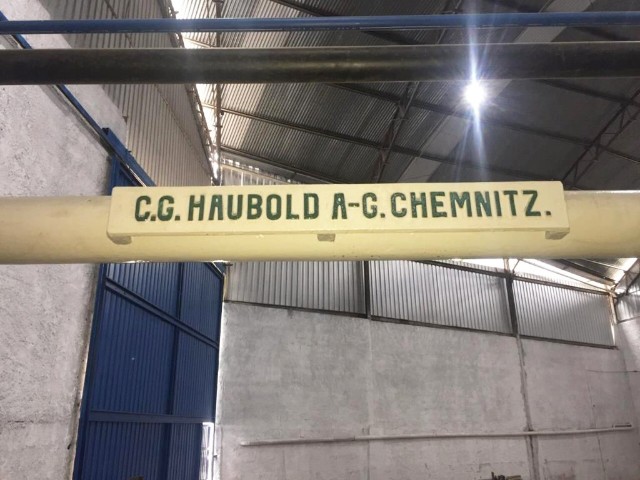 C.G. HAUBOLD A-G. CHEMNITZ.